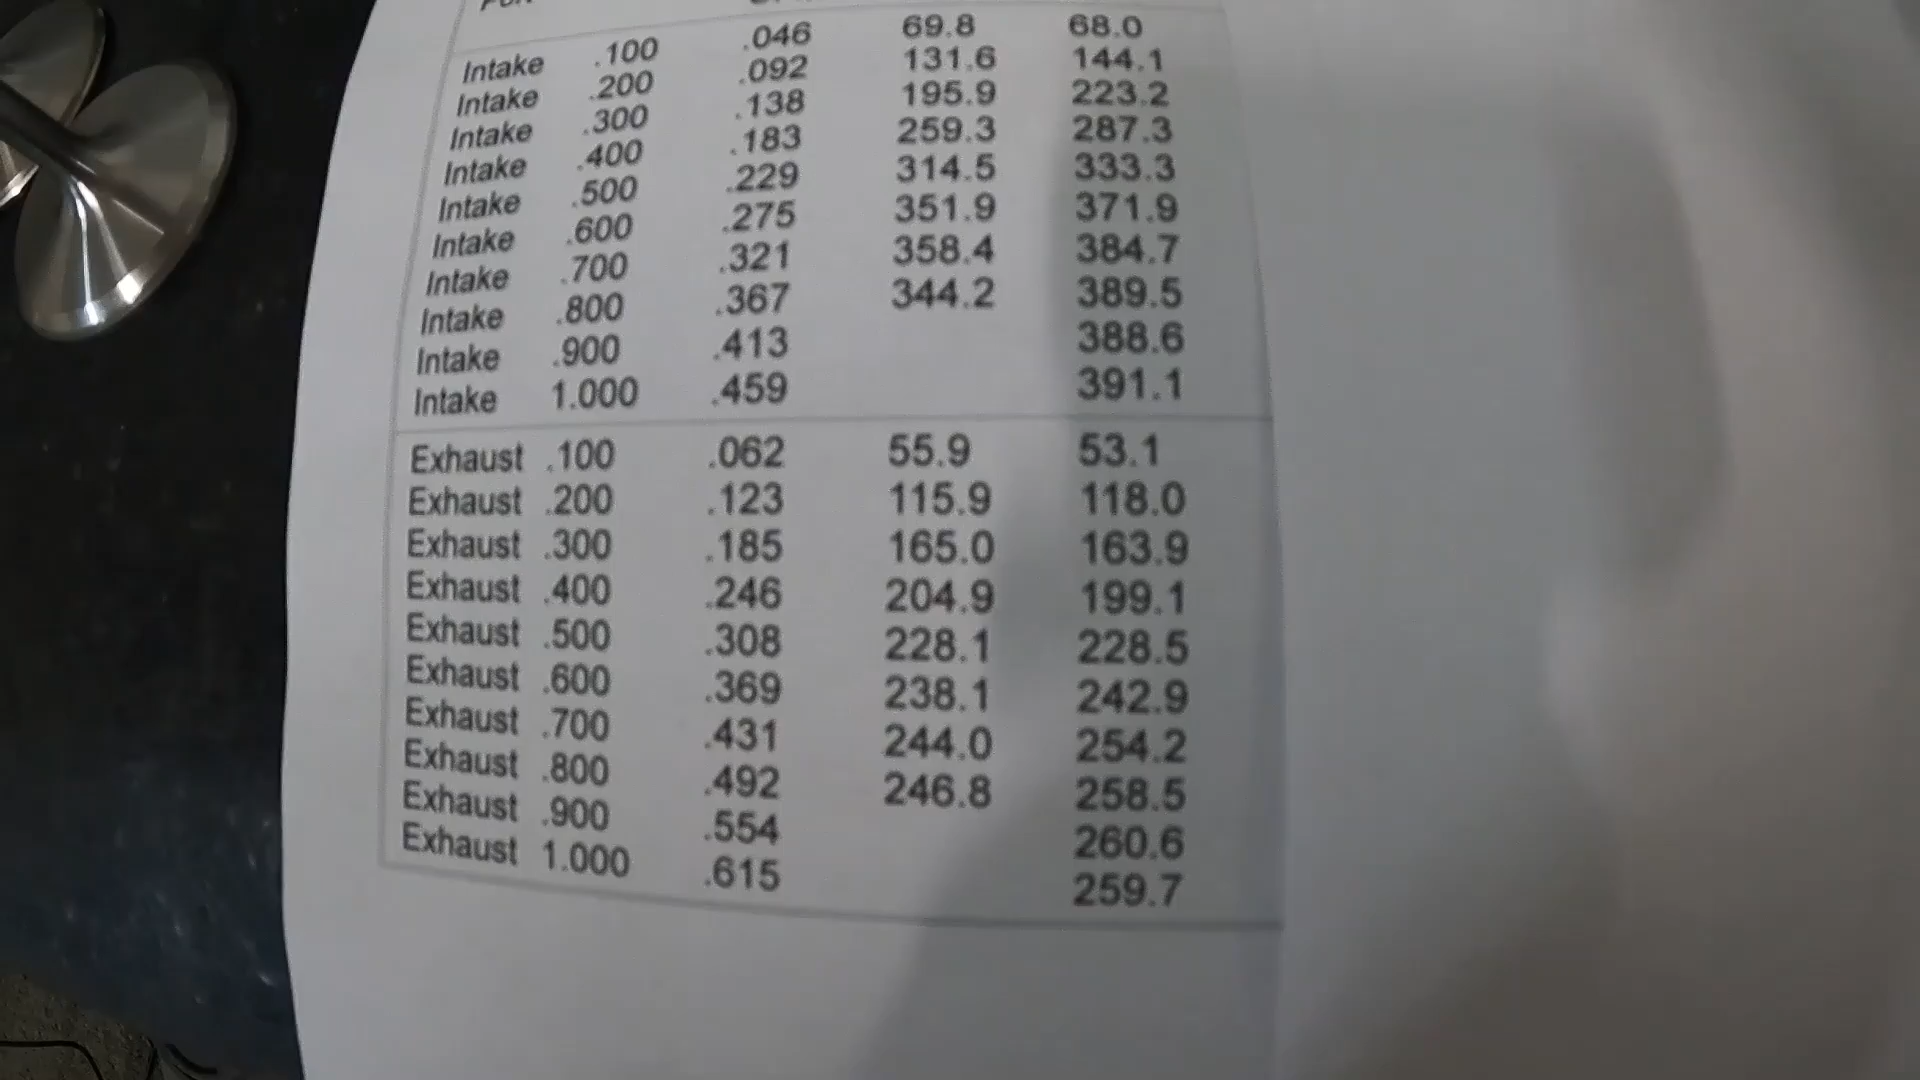 Intake .100 .046 69.8 68.0
Intake .200 .092 131.6 144.1
Intake .300 .138 195.9 223.2
Intake .400 .183 259.3 287.3
Intake .500 .229 314.5 333.3
Intake .600 .275 351.9 371.9
Intake .700 .321 358.4 384.7
Intake .800 .367 344.2 389.5
Intake .900 .413 388.6
Intake 1.000 .459 391.1
Exhaust .100 .062 55.9 53.1
Exhaust .200 .123 115.9 118.0
Exhaust .300 .185 165.0 163.9
Exhaust .400 .246 204.9 199.1
Exhaust .500 .308 228.1 228.5
Exhaust .600 .369 238.1 242.9
Exhaust .700 .431 244.0 254.2
Exhaust .800 .492 246.8 258.5
Exhaust .900 .554 260.6
Exhaust 1.000 .615 259.7